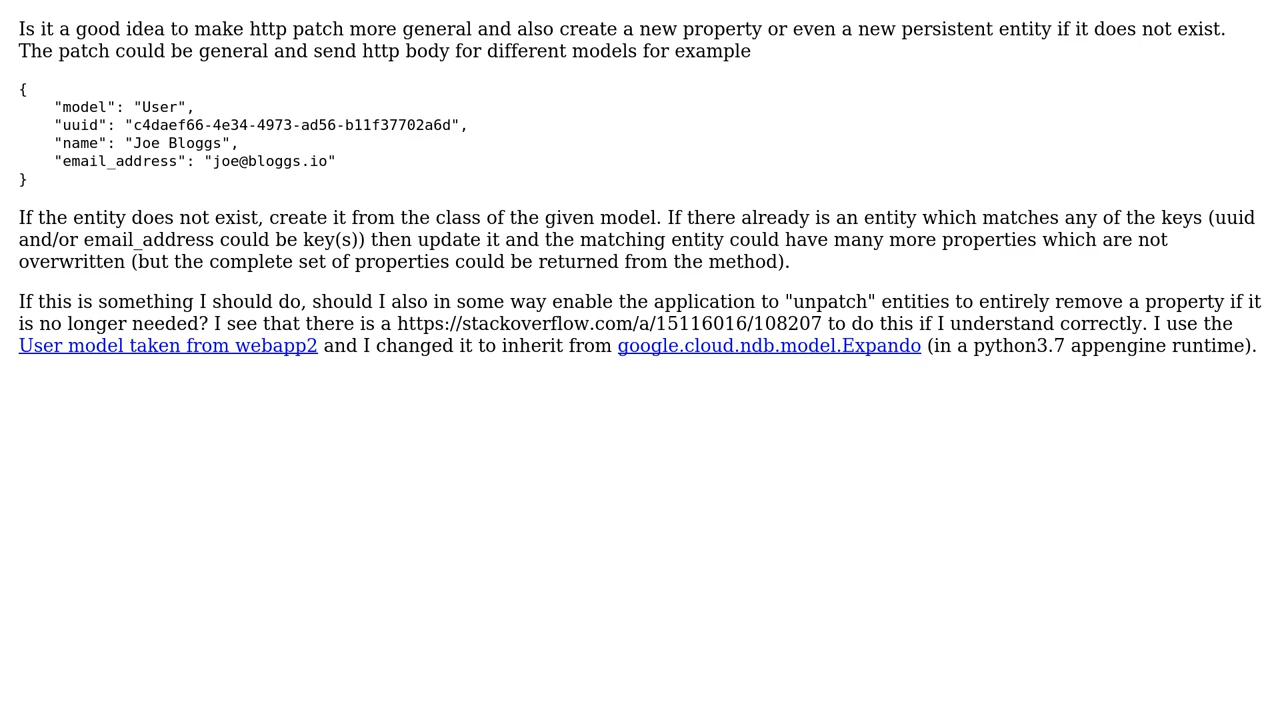 Is it a good idea to make http patch more general and also create a new property or even a new persistent entity if it does not exist.
The patch could be general and send http body for different models for example
{
    "model": "User",
    "uuid": "c4daef66-4e34-4973-ad56-b11f37702a6d",
    "name": "Joe Bloggs",
    "email_address": "joe@bloggs.io"
}
If the entity does not exist, create it from the class of the given model. If there already is an entity which matches any of the keys (uuid
and/or email_address could be key(s)) then update it and the matching entity could have many more properties which are not
overwritten (but the complete set of properties could be returned from the method).
If this is something I should do, should I also in some way enable the application to "unpatch" entities to entirely remove a property if it
is no longer needed? I see that there is a https://stackoverflow.com/a/15116016/108207 to do this if I understand correctly. I use the
User model taken from webapp2 and I changed it to inherit from google.cloud.ndb.model.Expando (in a python3.7 appengine runtime).